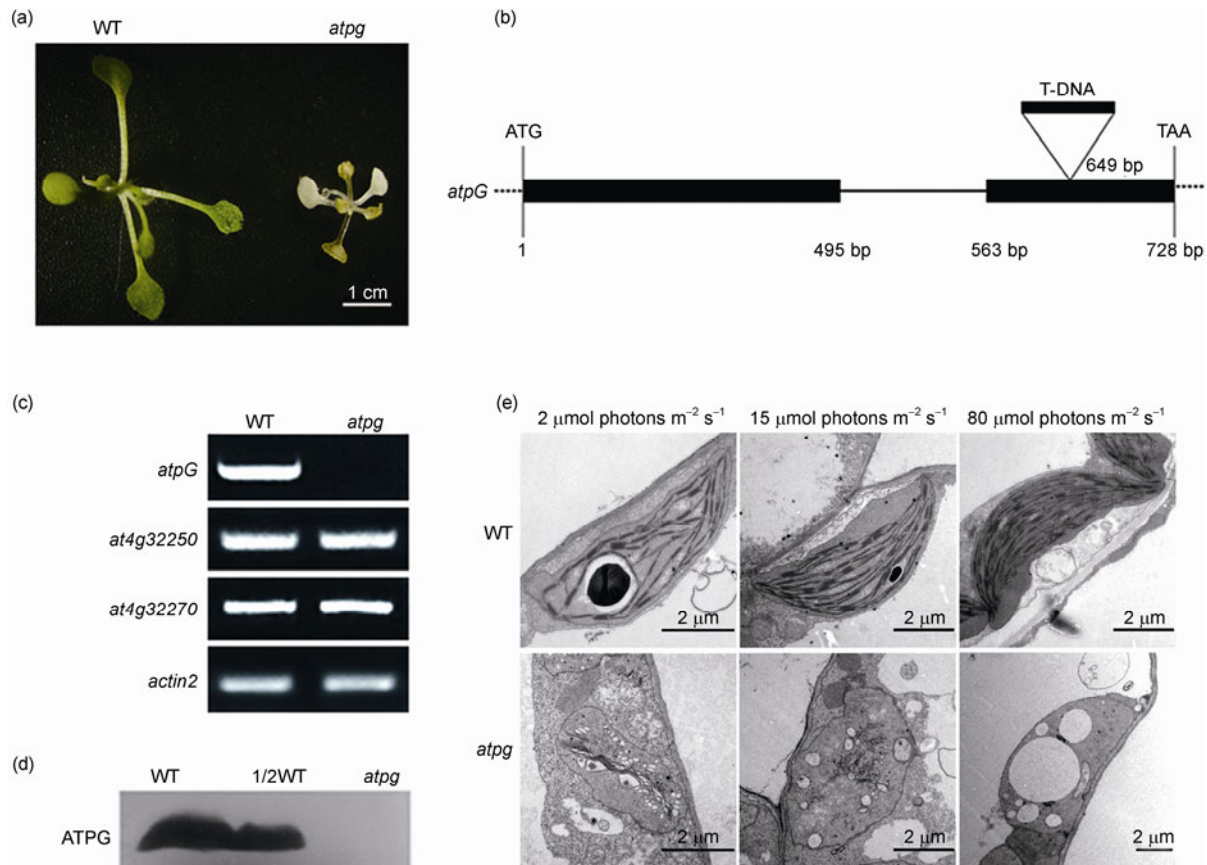 (a)
WT atpg
1 cm
(b)
T-DNA
ATG TAA
649 bp
atpG
1 495 bp 563 bp 728 bp
(c)
WT atpg
atpG
at4g32250
at4g32270
actin2
(d)
WT 1/2WT atpg
ATPG
(e)
2 μmol photons m⁻² s⁻¹ 15 μmol photons m⁻² s⁻¹ 80 μmol photons m⁻² s⁻¹
WT
2 μm 2 μm 2 μm
atpg
2 μm 2 μm 2 μm